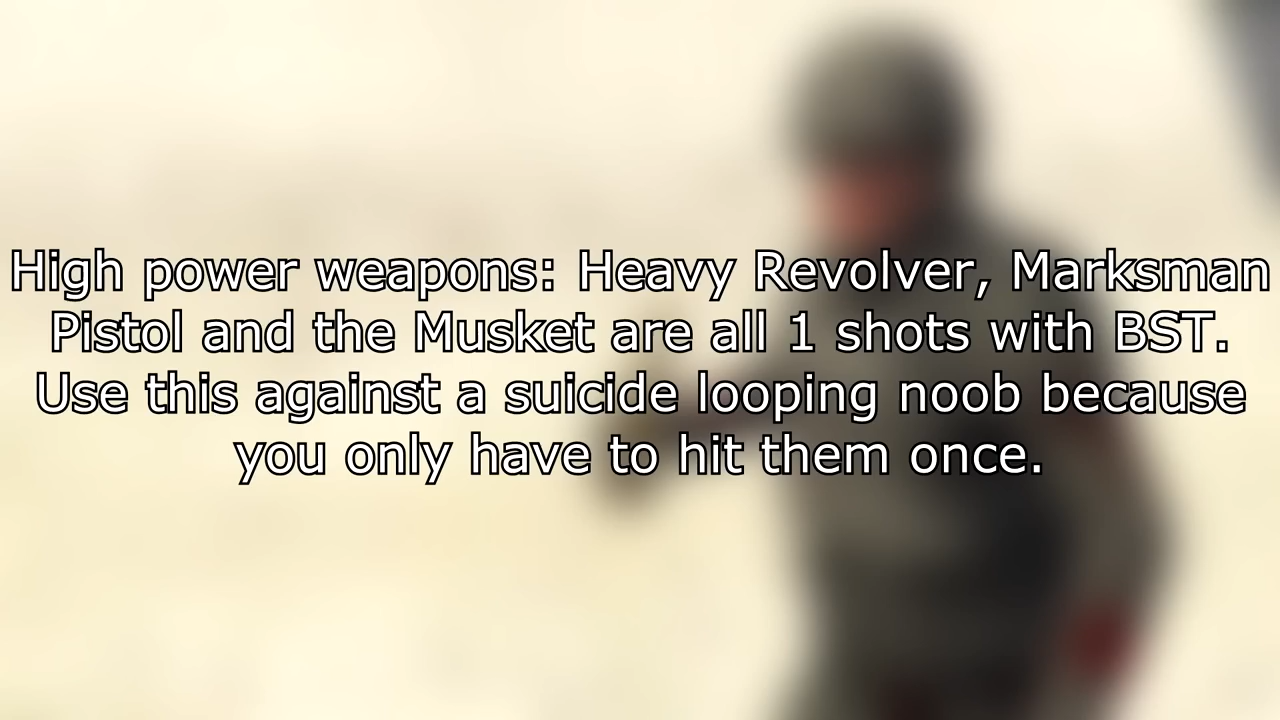 High power weapons: Heavy Revolver, Marksman
Pistol and the Musket are all 1 shots with BST.
Use this against a suicide looping noob because
you only have to hit them once.